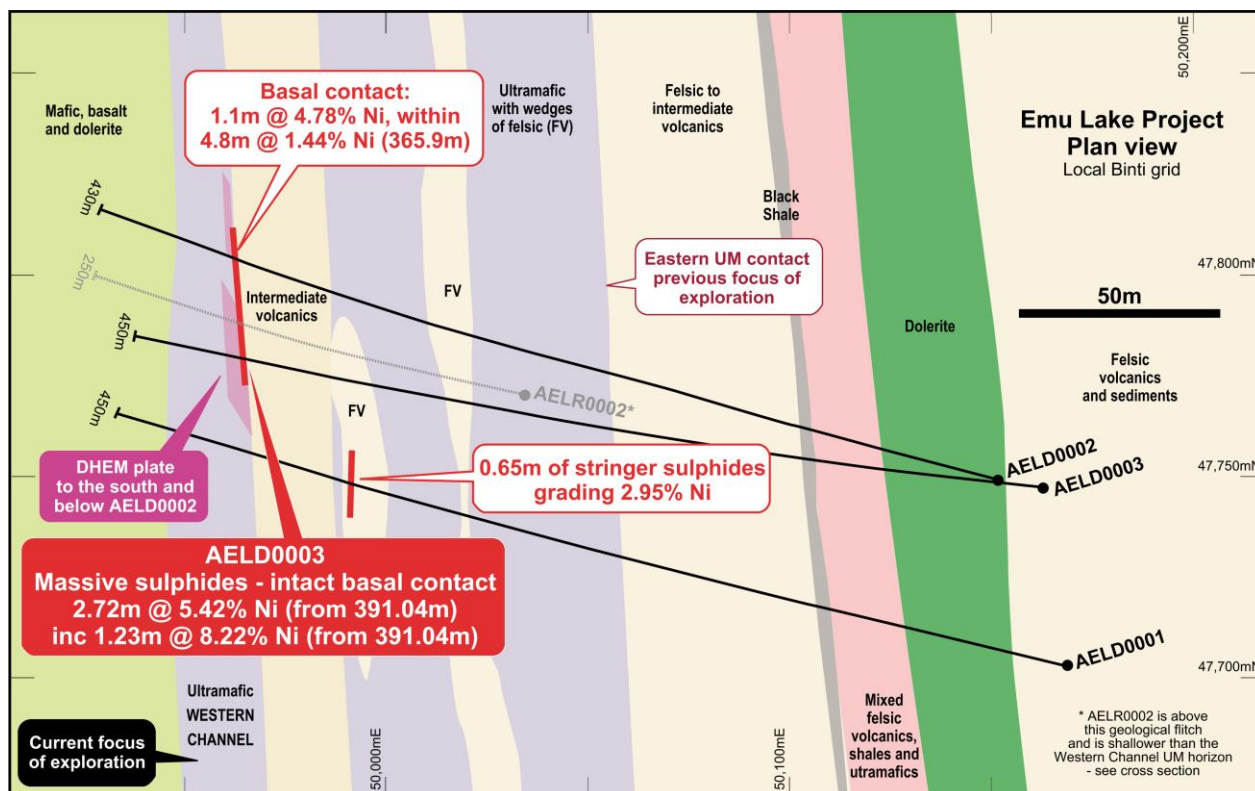 50,200mE
Mafic, basalt
and dolerite
Basal contact:
1.1m @ 4.78% Ni, within
4.8m @ 1.44% Ni (365.9m)
Ultramafic
with wedges
of felsic (FV)
Felsic to
intermediate
volcanics
Emu Lake Project
Plan view
Local Binti grid
Black
Shale
430m
250m
450m
450m
Intermediate
volcanics
FV
Eastern UM contact
previous focus of
exploration
47,800mN
50m
Dolerite
Felsic
volcanics
and sediments
AELR0002*
FV
DHEM plate
to the south and
below AELD0002
0.65m of stringer sulphides
grading 2.95% Ni
AELD0002
AELD0003
47,750mN
AELD0003
Massive sulphides - intact basal contact
2.72m @ 5.42% Ni (from 391.04m)
inc 1.23m @ 8.22% Ni (from 391.04m)
AELD0001
47,700mN
Ultramafic
WESTERN
CHANNEL
Current focus
of exploration
50,000mE
50,100mE
Mixed
felsic
volcanics,
shales and
utramafics
* AELR0002 is above
this geological flitch
and is shallower than the
Western Channel UM horizon
- see cross section